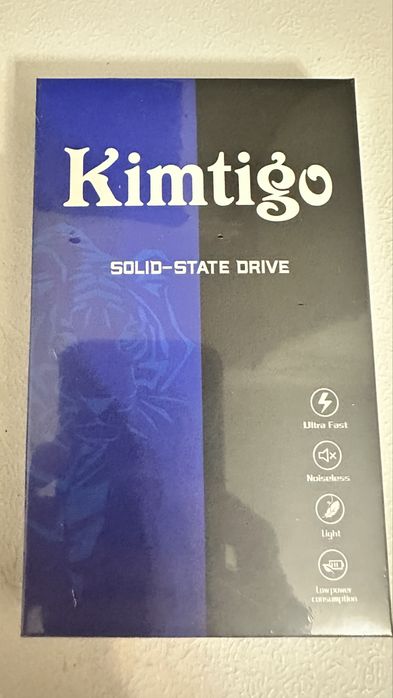 Kimtigo
SOLID-STATE DRIVE
Ultra Fast
Noiseless
Light
Low power
consumption